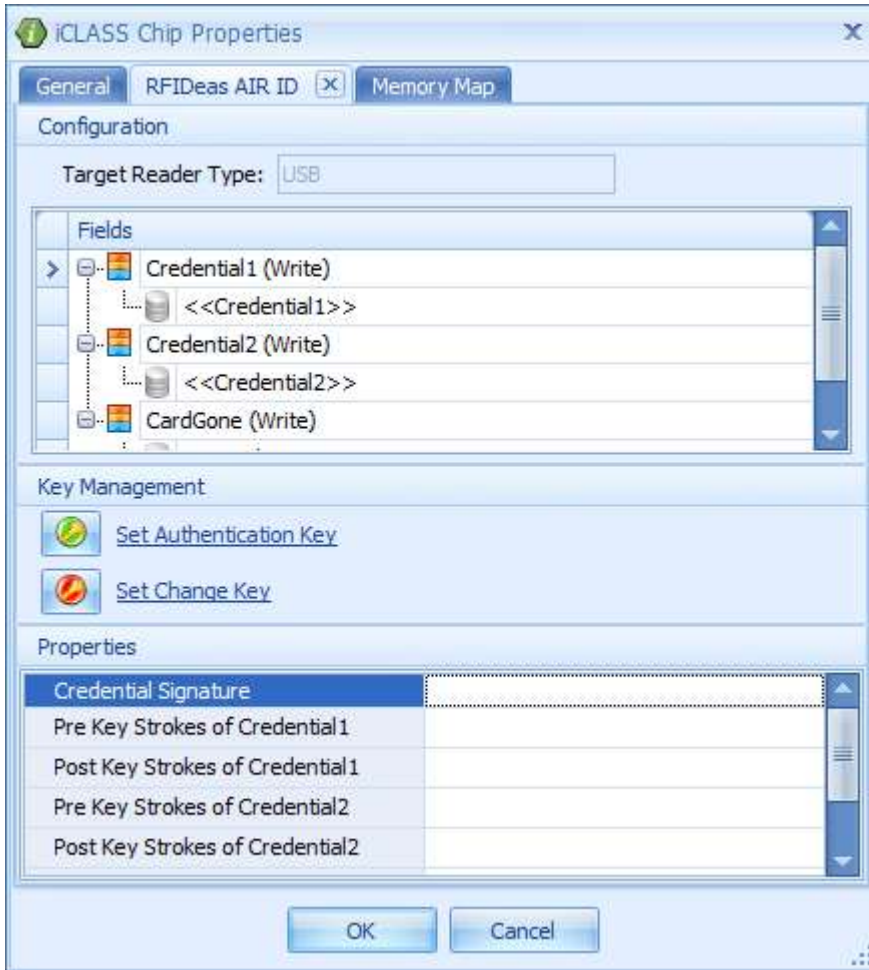 iCLASS Chip Properties
General RFIDeas AIR ID Memory Map
Configuration
Target Reader Type: USB
Fields
Credential1 (Write)
<<Credential1>>
Credential2 (Write)
<<Credential2>>
CardGone (Write)
Key Management
Set Authentication Key
Set Change Key
Properties
Credential Signature
Pre Key Strokes of Credential1
Post Key Strokes of Credential1
Pre Key Strokes of Credential2
Post Key Strokes of Credential2
OK Cancel